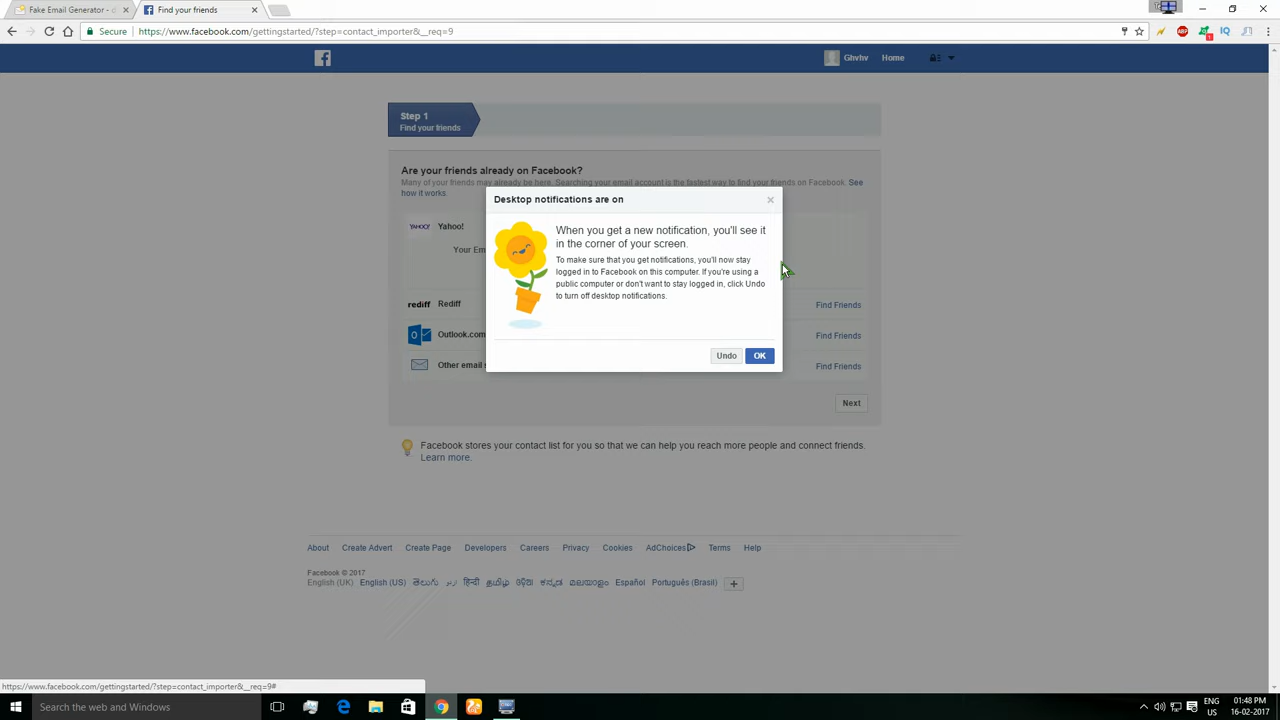 Fake Email Generator - d
Find your friends
Secure
https://www.facebook.com/gettingstarted/?step=contact_importer&__req=9
Ghvhv
Home
Step 1
Find your friends
Are your friends already on Facebook?
Many of your friends may already be here. Searching your email account is the fastest way to find your friends on Facebook. See
how it works.
Desktop notifications are on
When you get a new notification, you'll see it
in the corner of your screen.
To make sure that you get notifications, you'll now stay
logged in to Facebook on this computer. If you're using a
public computer or don't want to stay logged in, click Undo
to turn off desktop notifications.
Undo
OK
YAHOO!
Yahoo!
Your Em
rediff
Rediff
Find Friends
Outlook.com
Find Friends
Other email s
Find Friends
Next
Facebook stores your contact list for you so that we can help you reach more people and connect friends.
Learn more.
About
Create Advert
Create Page
Developers
Careers
Privacy
Cookies
AdChoices
Terms
Help
Facebook © 2017
English (UK) English (US) తెలుగు اردو हिन्दी தமிழ் ଓଡ଼ିଆ ಕನ್ನಡ മലയാളം Español Português (Brasil)
https://www.facebook.com/gettingstarted/?step=contact_importer&__req=9#
Search the web and Windows
ENG
US
01:48 PM
16-02-2017